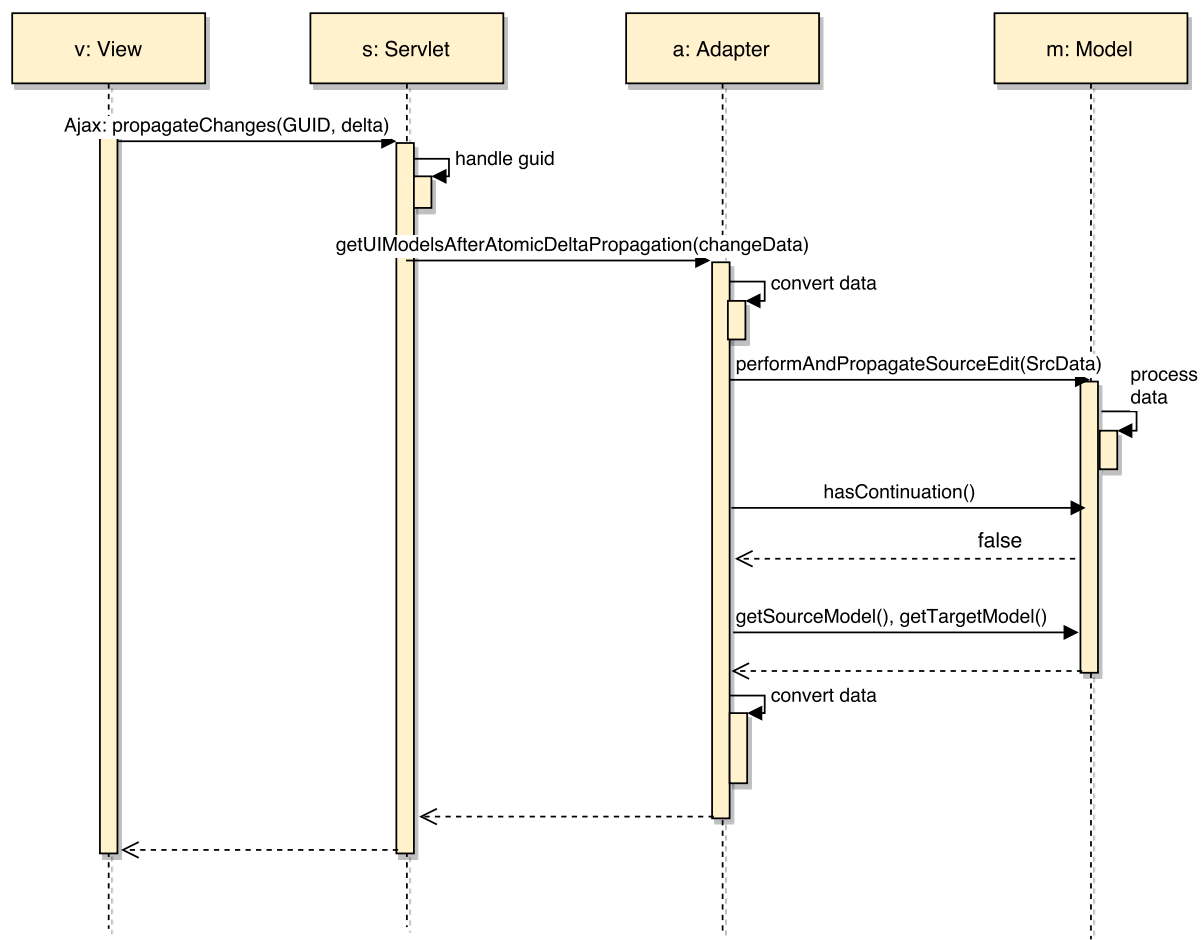 v: View
s: Servlet
a: Adapter
m: Model
Ajax: propagateChanges(GUID, delta)
handle guid
getUIModelsAfterAtomicDeltaPropagation(changeData)
convert data
performAndPropagateSourceEdit(SrcData)
process
data
hasContinuation()
false
getSourceModel(), getTargetModel()
convert data